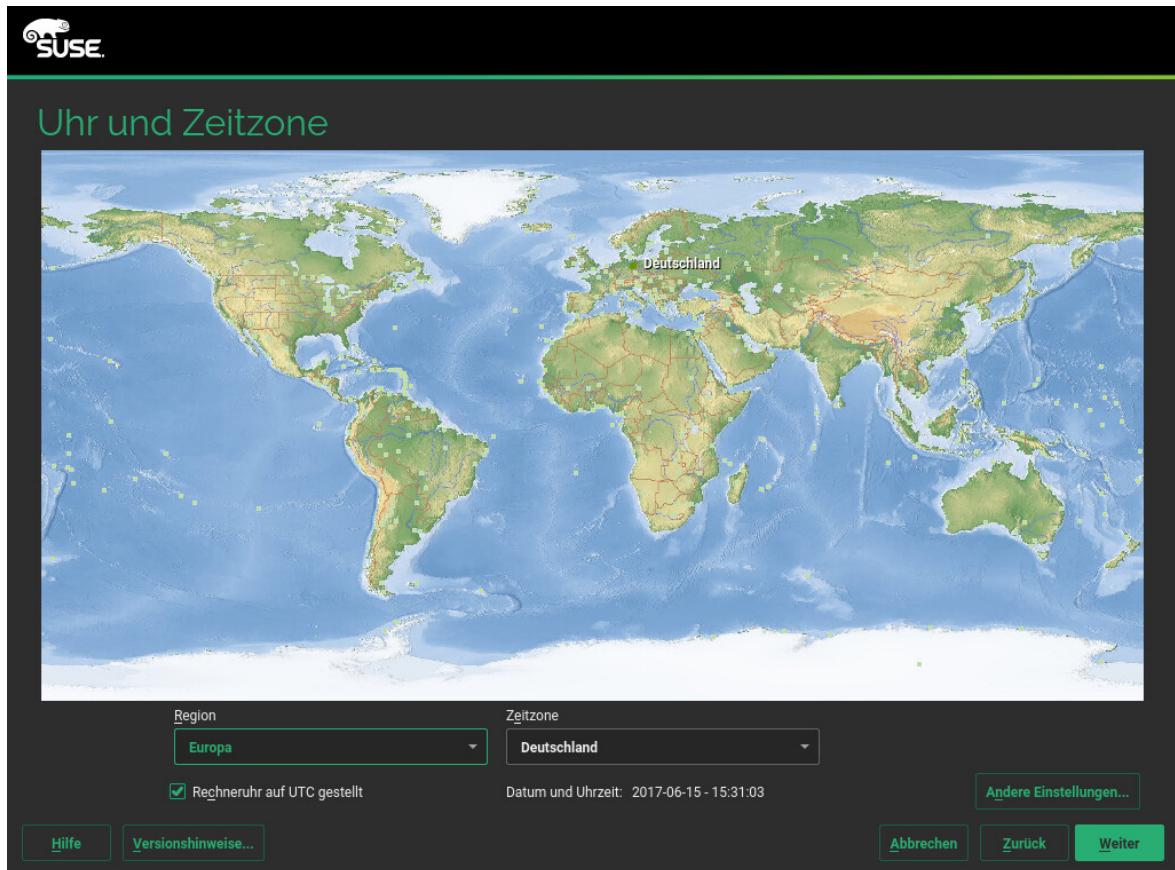 SUSE.
Uhr und Zeitzone
Deutschland
Region
Zeitzone
Europa
Deutschland
Rechneruhr auf UTC gestellt
Datum und Uhrzeit: 2017-06-15 - 15:31:03
Andere Einstellungen...
Hilfe
Versionshinweise...
Abbrechen
Zurück
Weiter